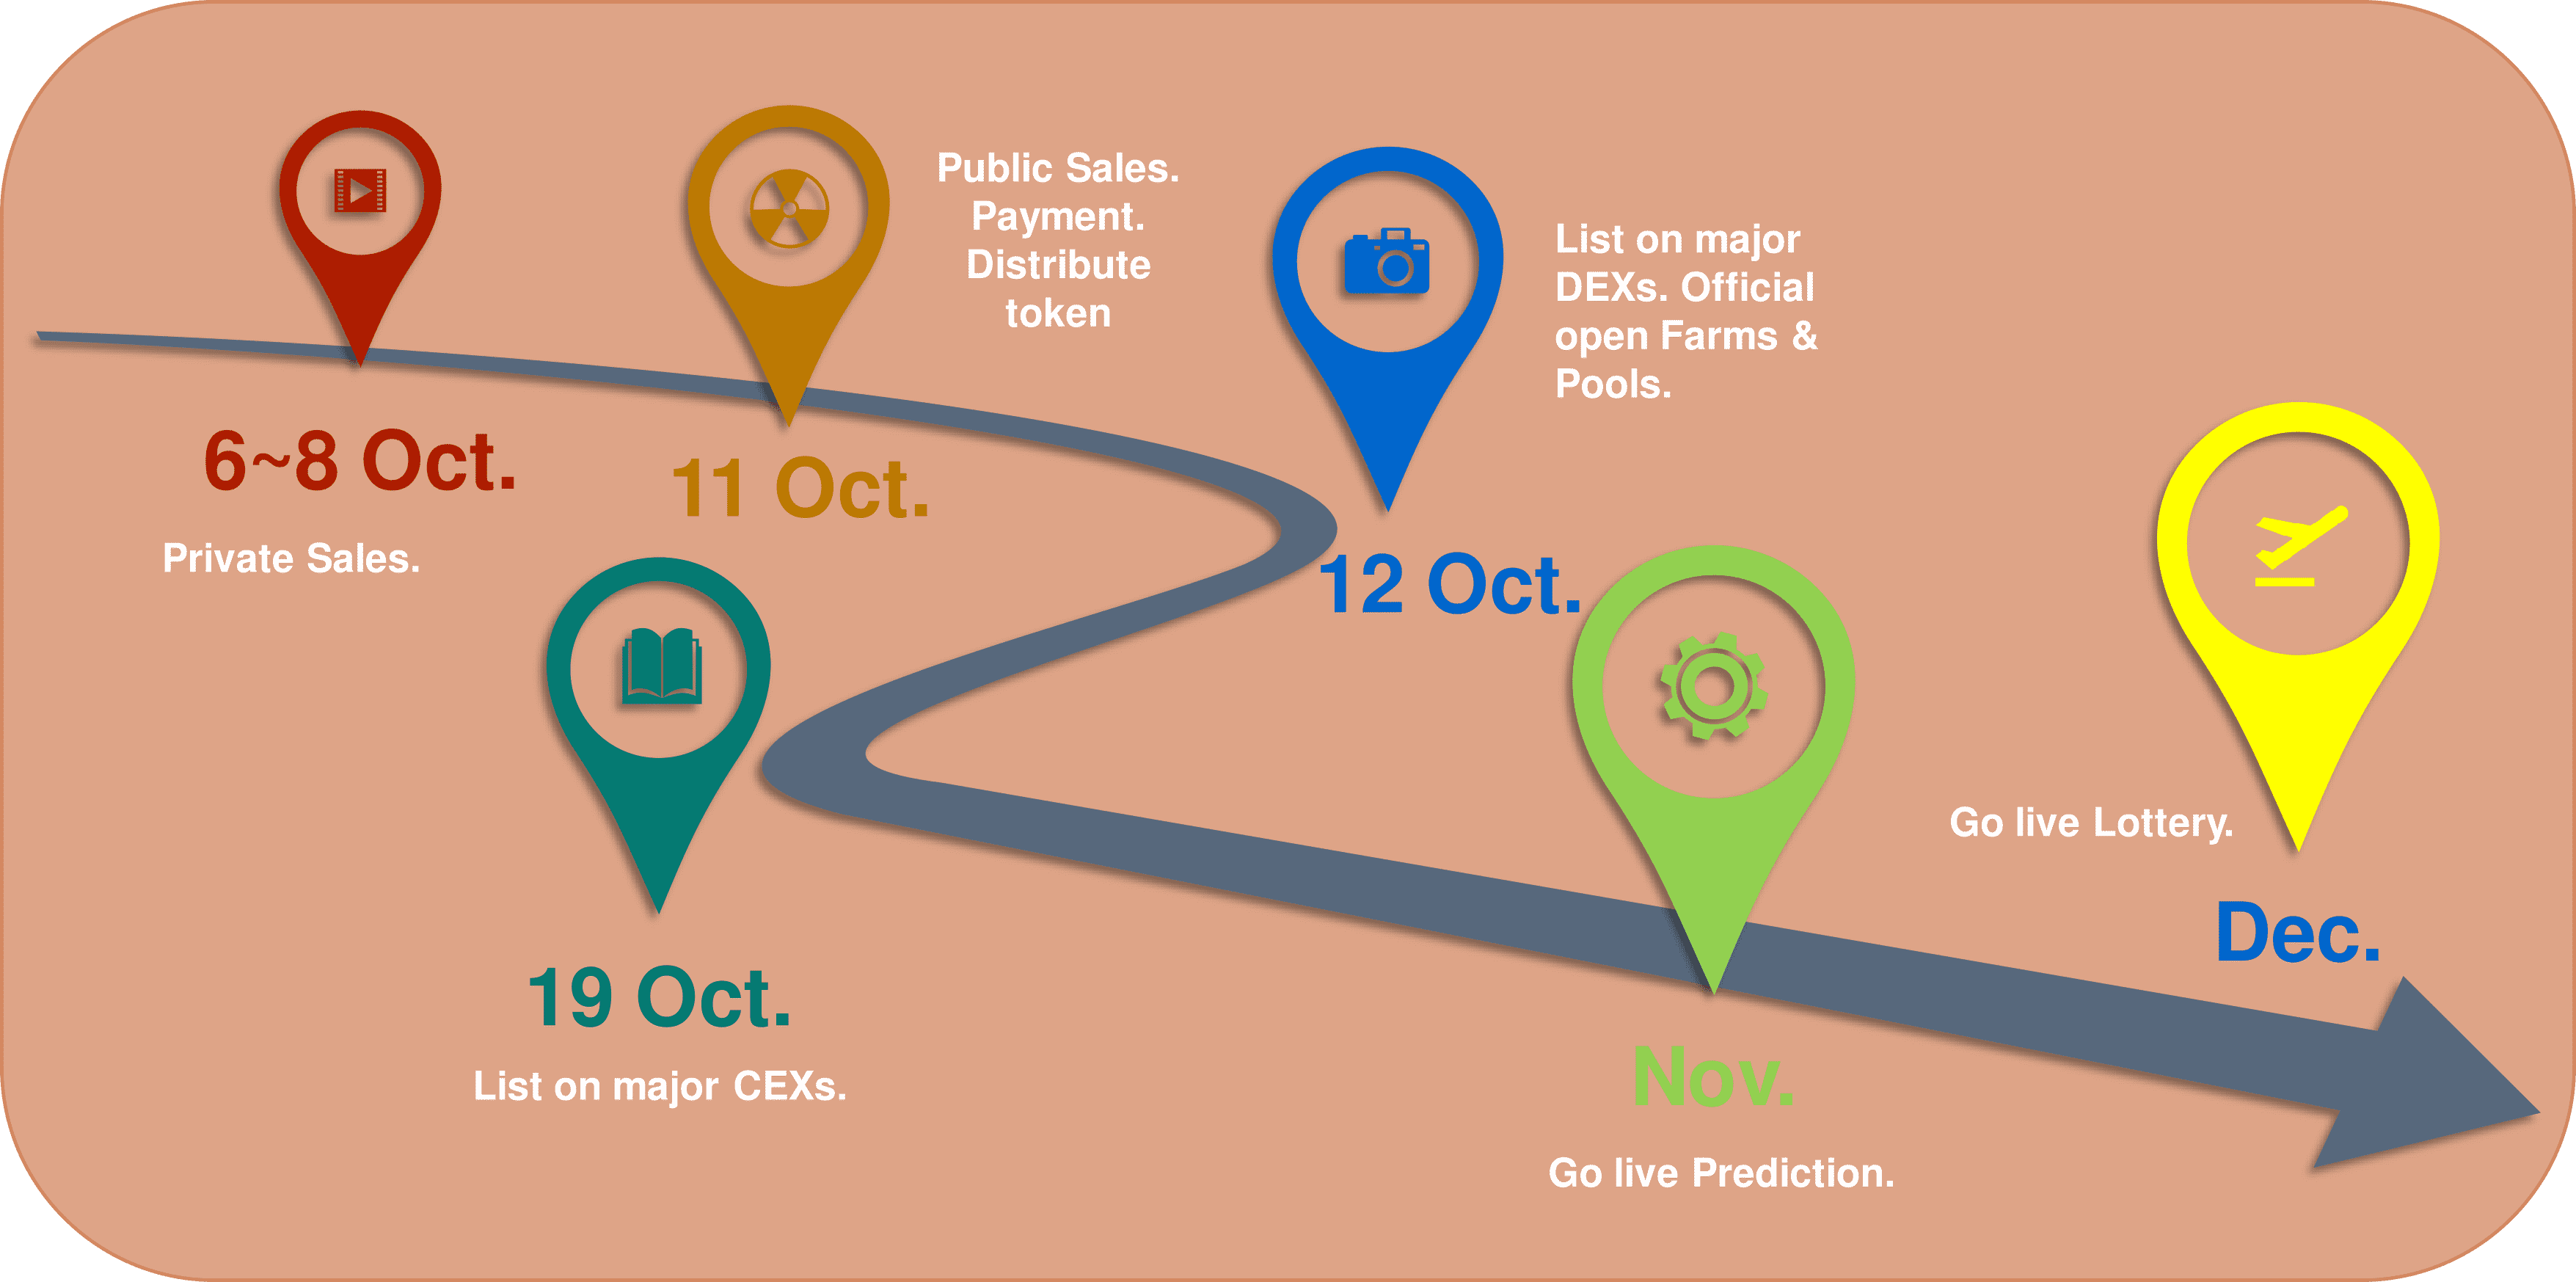 6~8 Oct.
Private Sales.
11 Oct.
Public Sales.
Payment.
Distribute
token
12 Oct.
List on major
DEXs. Official
open Farms &
Pools.
19 Oct.
List on major CEXs.
Nov.
Go live Prediction.
Dec.
Go live Lottery.